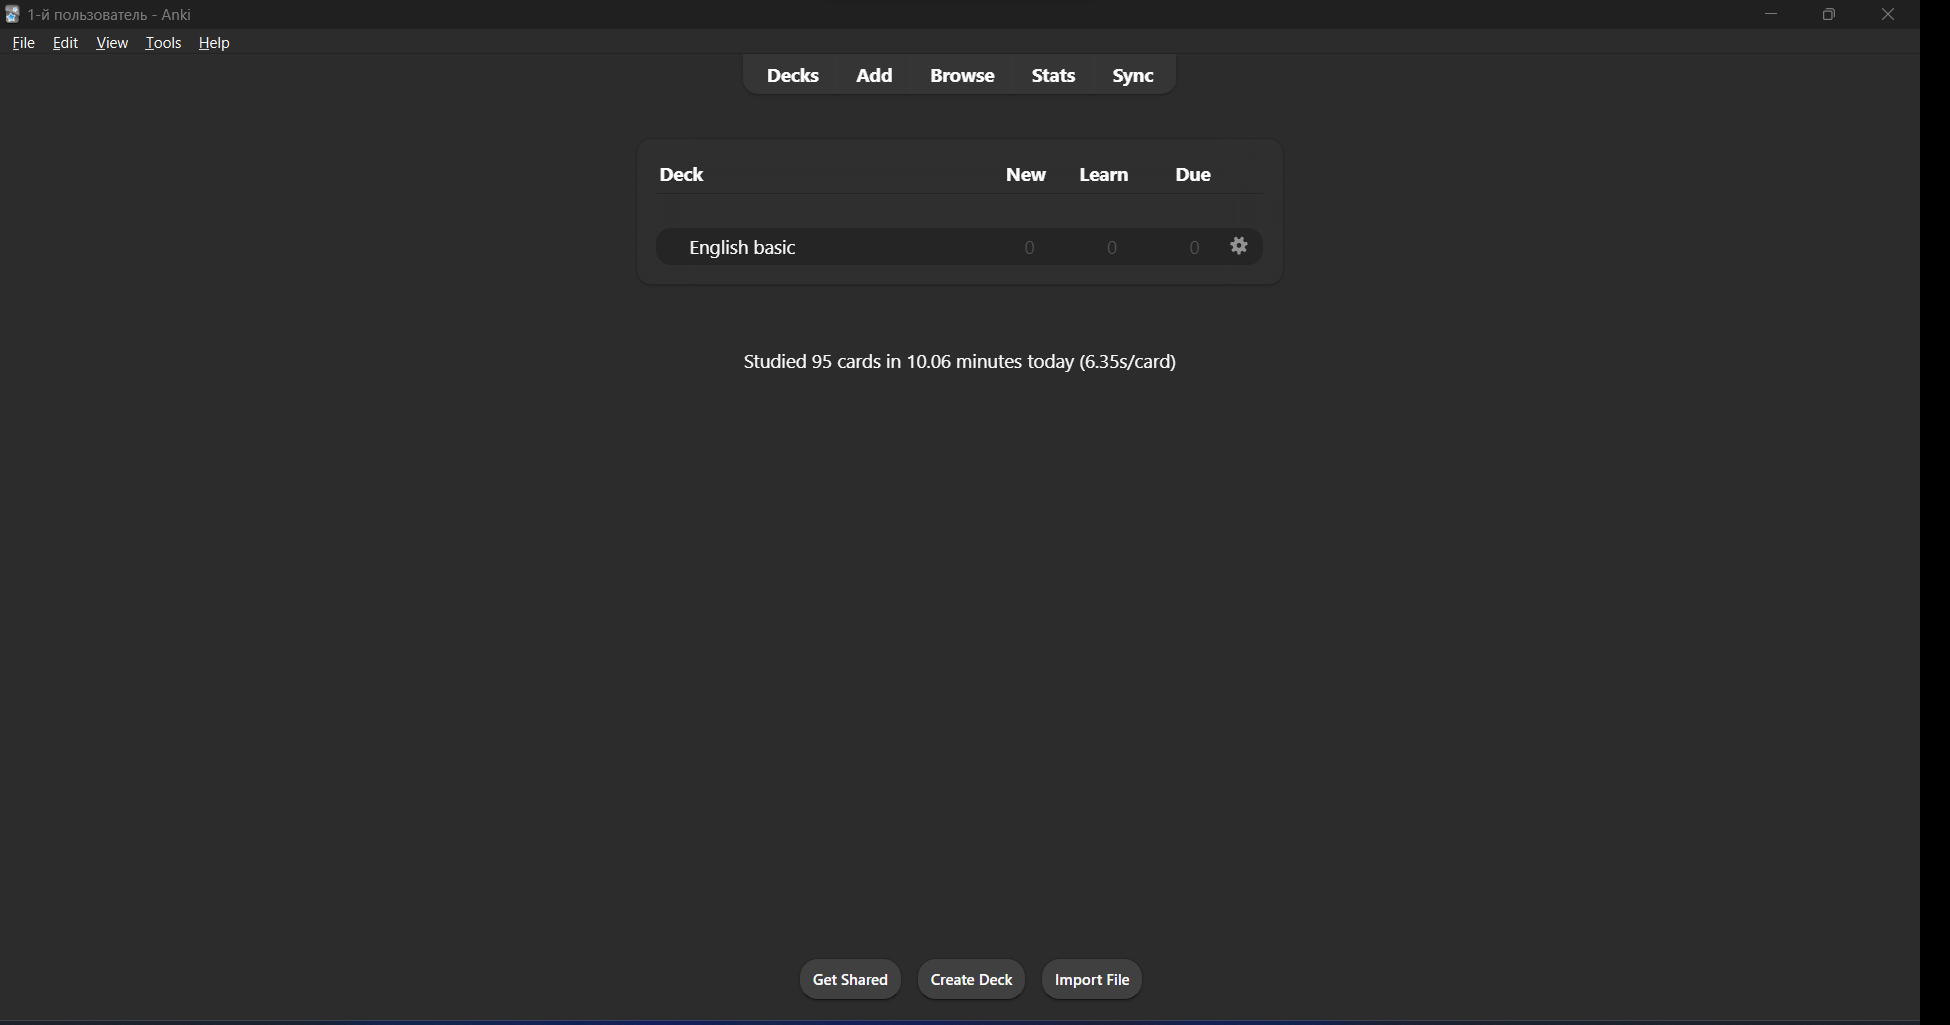 1-й пользователь - Anki
File Edit View Tools Help
Decks Add Browse Stats Sync
Deck New Learn Due
English basic 0 0 0
Studied 95 cards in 10.06 minutes today (6.35s/card)
Get Shared Create Deck Import File